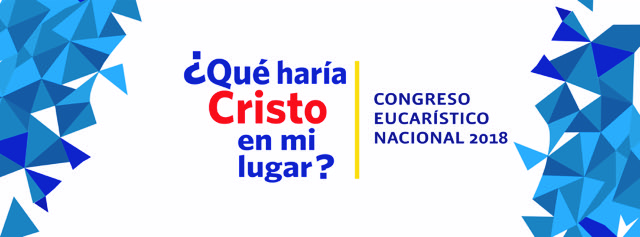 ¿Qué haría
Cristo
en mi
lugar?
CONGRESO
EUCARÍSTICO
NACIONAL 2018